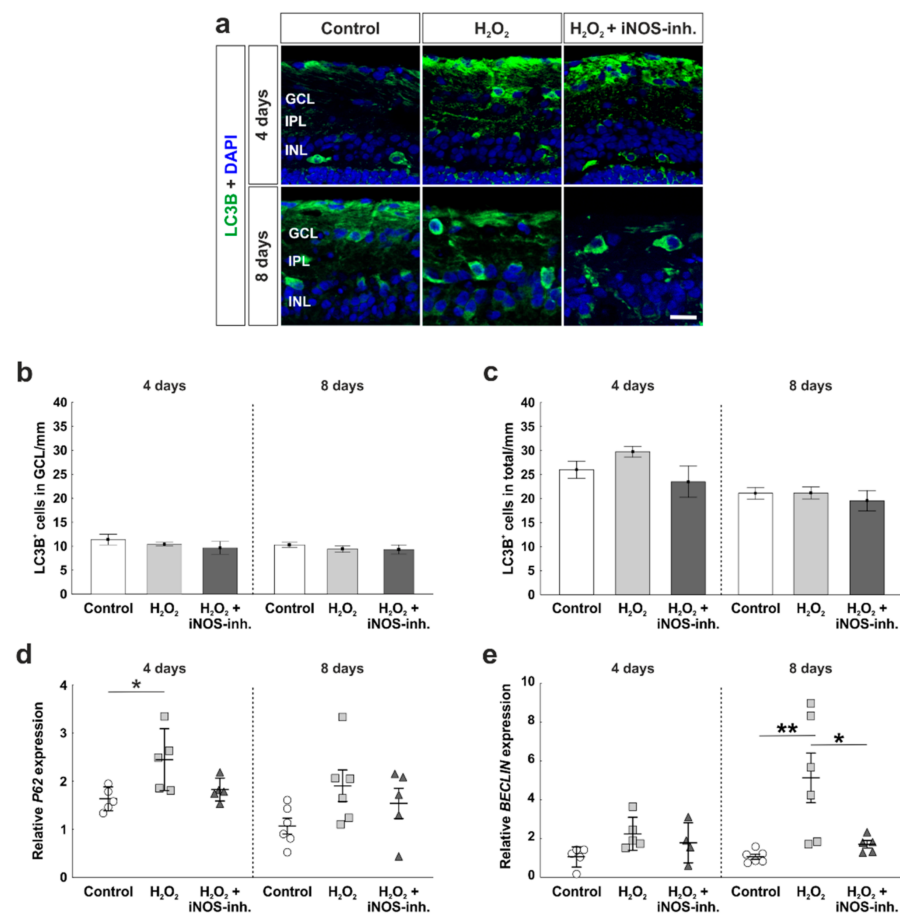 a
Control
H₂O₂
H₂O₂ + iNOS-inh.
LC3B + DAPI
4 days
GCL
IPL
INL
8 days
GCL
IPL
INL
b
4 days
8 days
LC3B⁺ cells in GCL/mm
40
35
30
25
20
15
10
5
0
Control
H₂O₂
H₂O₂ +
iNOS-inh.
Control
H₂O₂
H₂O₂ +
iNOS-inh.
c
4 days
8 days
LC3B⁺ cells in total/mm
40
35
30
25
20
15
10
5
0
Control
H₂O₂
H₂O₂ +
iNOS-inh.
Control
H₂O₂
H₂O₂ +
iNOS-inh.
d
4 days
8 days
Relative P62 expression
4
3
2
1
0
*
Control
H₂O₂
H₂O₂ +
iNOS-inh.
Control
H₂O₂
H₂O₂ +
iNOS-inh.
e
4 days
8 days
Relative BECLIN expression
10
8
6
4
2
0
**
*
Control
H₂O₂
H₂O₂ +
iNOS-inh.
Control
H₂O₂
H₂O₂ +
iNOS-inh.